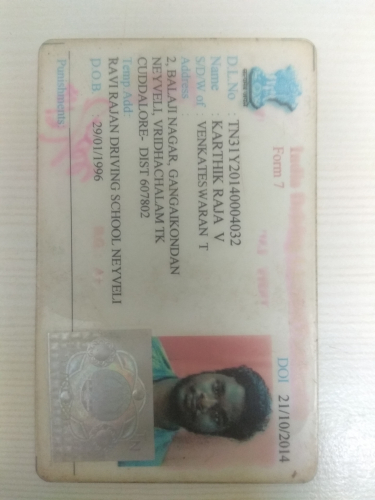 Form 7
D.L.No : TN31Y20140004032
DOI 21/10/2014
Name : KARTHIK RAJA V
S/D/W of : VENKATESWARAN T
Address :
2, BALAJI NAGAR, GANGAIKONDAN
NEYVELI, VRIDHACHALAM TK
CUDDALORE- DIST 607802
Temp Add:
RAVI RAJAN DRIVING SCHOOL NEYVELI
D.O.B : 29/01/1996
Punishments: